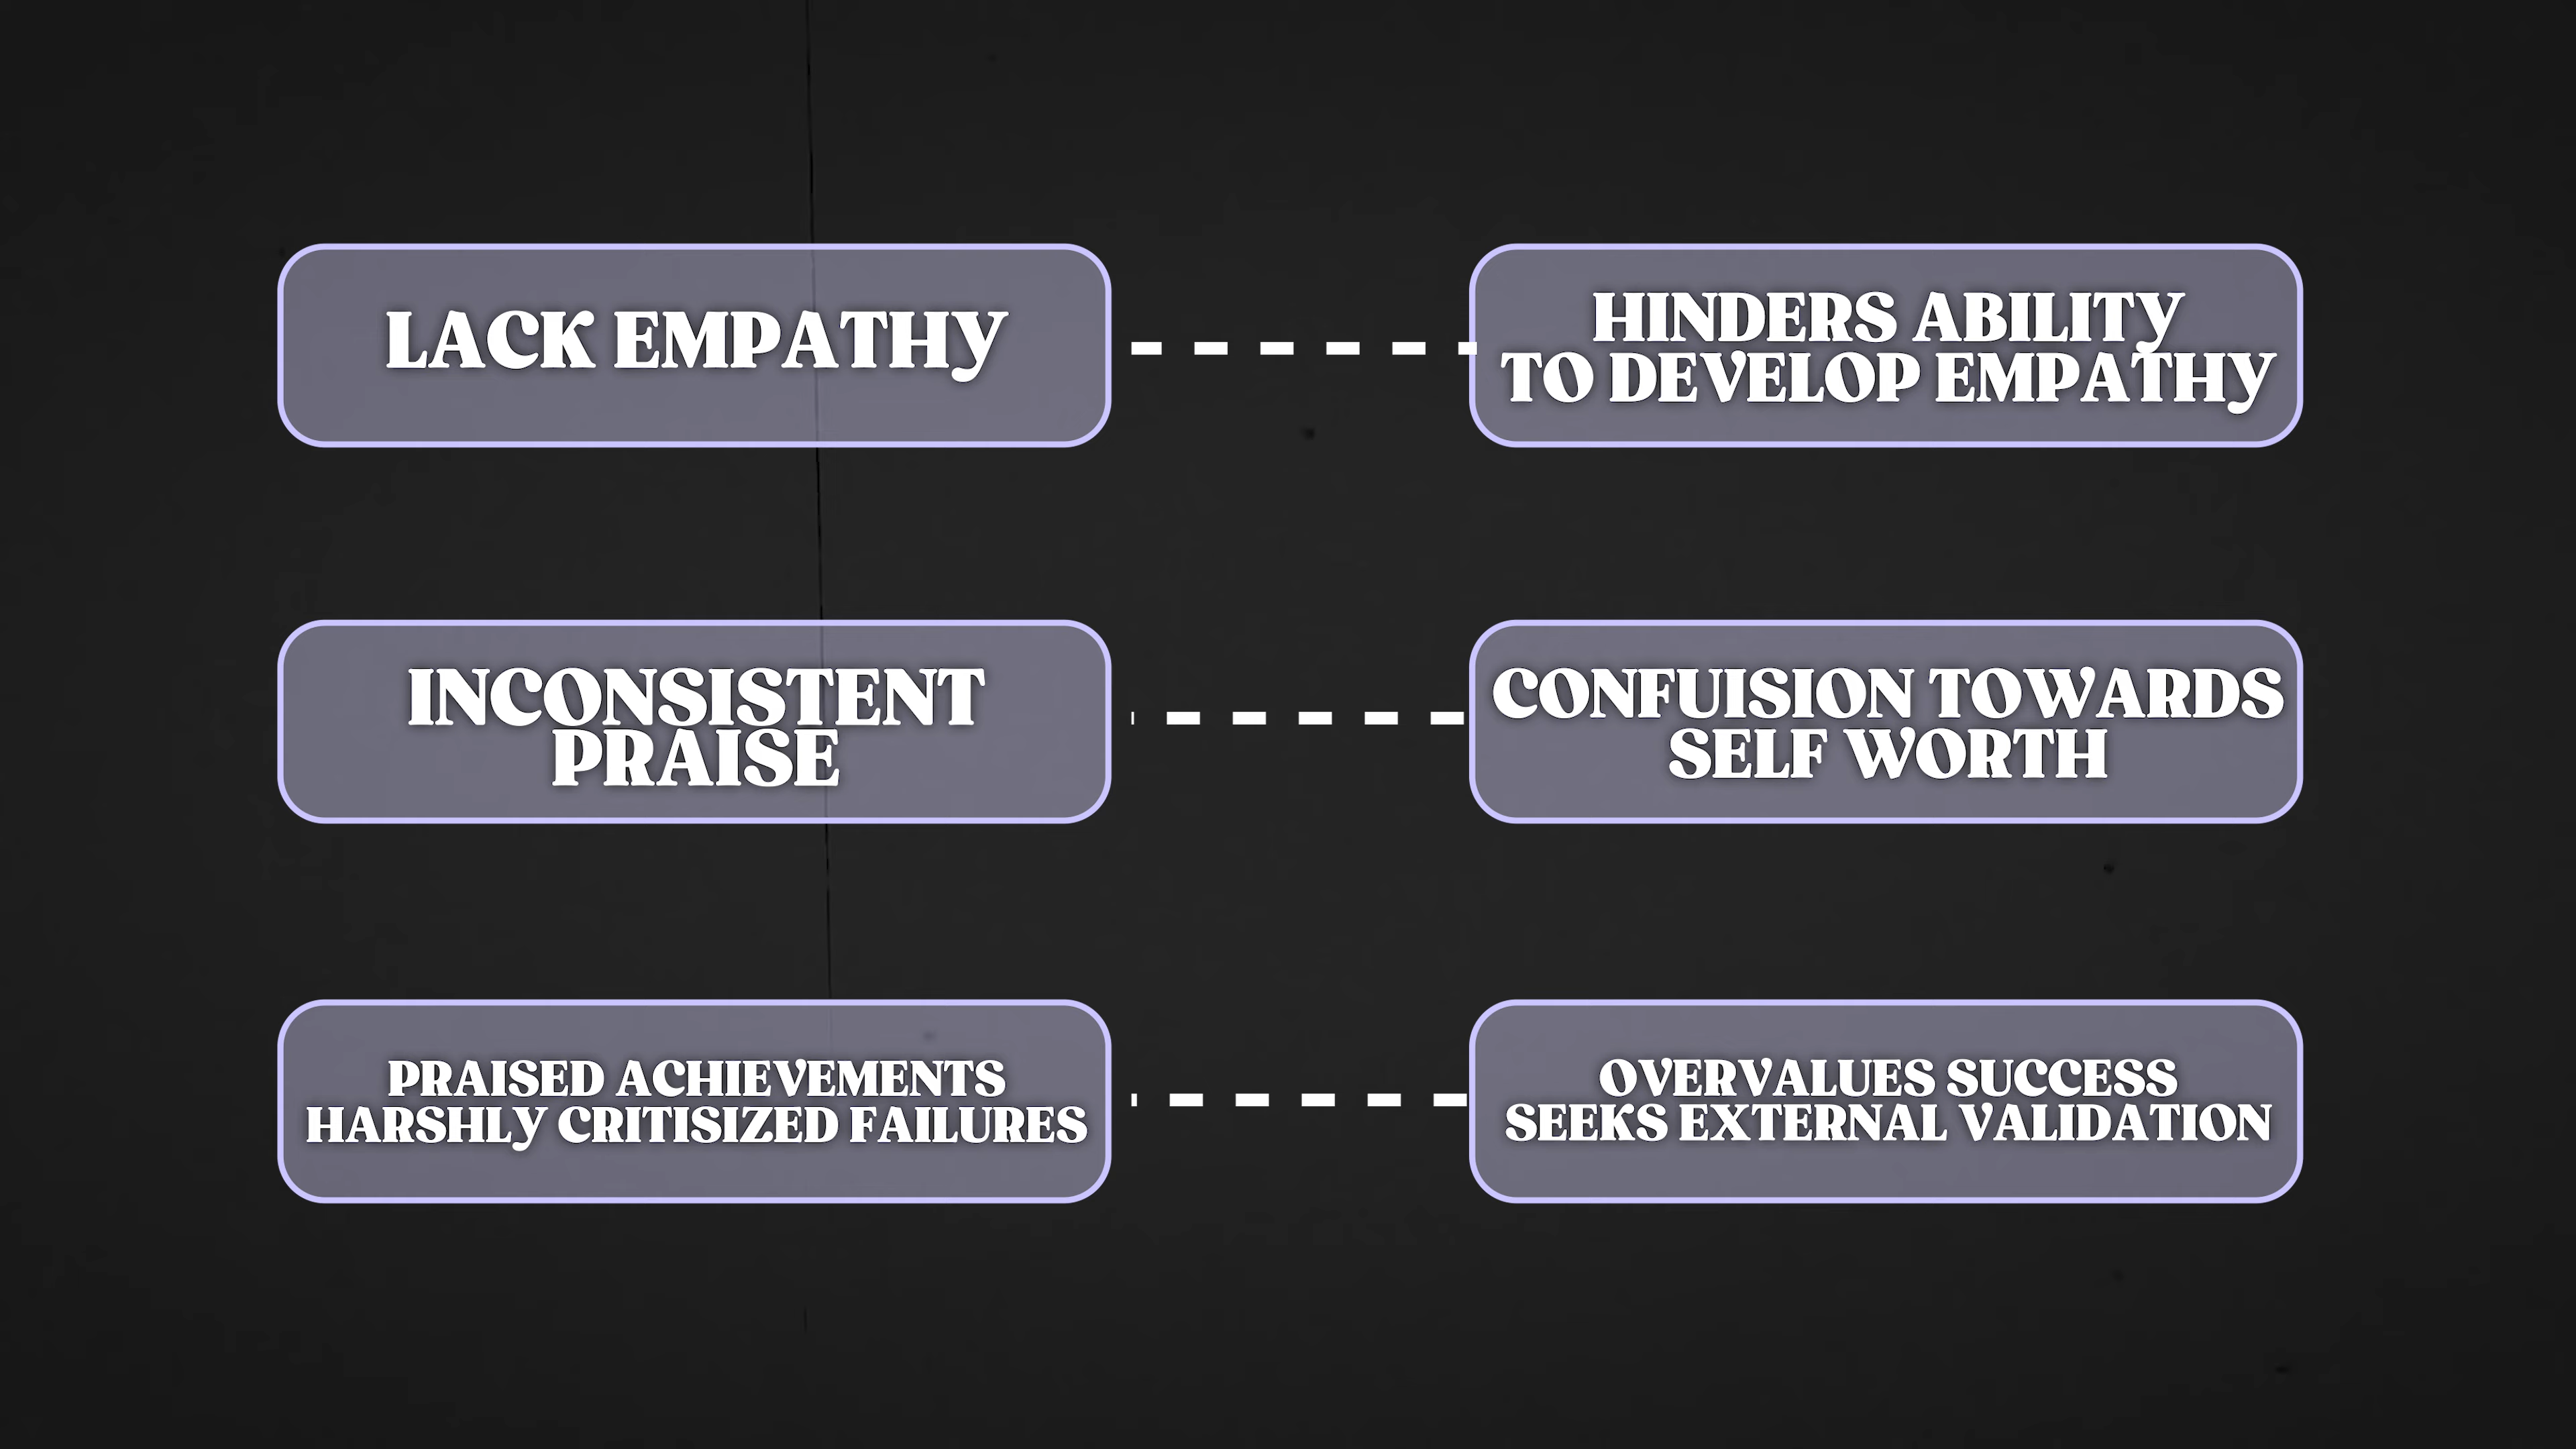 LACK EMPATHY
HINDERS ABILITY
TO DEVELOP EMPATHY
INCONSISTENT
PRAISE
CONFUISION TOWARDS
SELF WORTH
PRAISED ACHIEVEMENTS
HARSHLY CRITISIZED FAILURES
OVERVALUES SUCCESS
SEEKS EXTERNAL VALIDATION